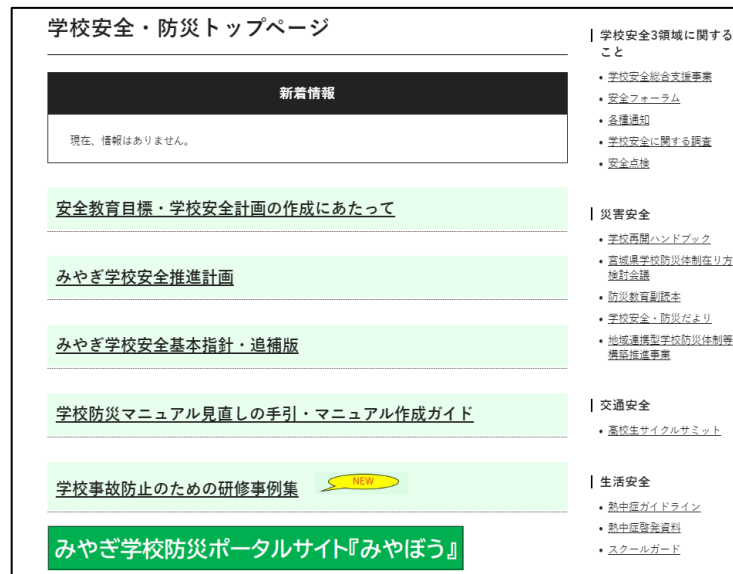 学校安全・防災トップページ
新着情報
現在、情報はありません。
安全教育目標・学校安全計画の作成にあたって
みやぎ学校安全推進計画
みやぎ学校安全基本指針・追補版
学校防災マニュアル見直しの手引・マニュアル作成ガイド
学校事故防止のための研修事例集 NEW
みやぎ学校防災ポータルサイト『みやぼう』
学校安全3領域に関する
こと
• 学校安全総合支援事業
• 安全フォーラム
• 各種通知
• 学校安全に関する調査
• 安全点検
災害安全
• 学校再開ハンドブック
• 宮城県学校防災体制在り方
検討会議
• 防災教育副読本
• 学校安全・防災だより
• 地域連携型学校防災体制等
構築推進事業
交通安全
• 高校生サイクルサミット
生活安全
• 熱中症ガイドライン
• 熱中症啓発資料
• スクールガード